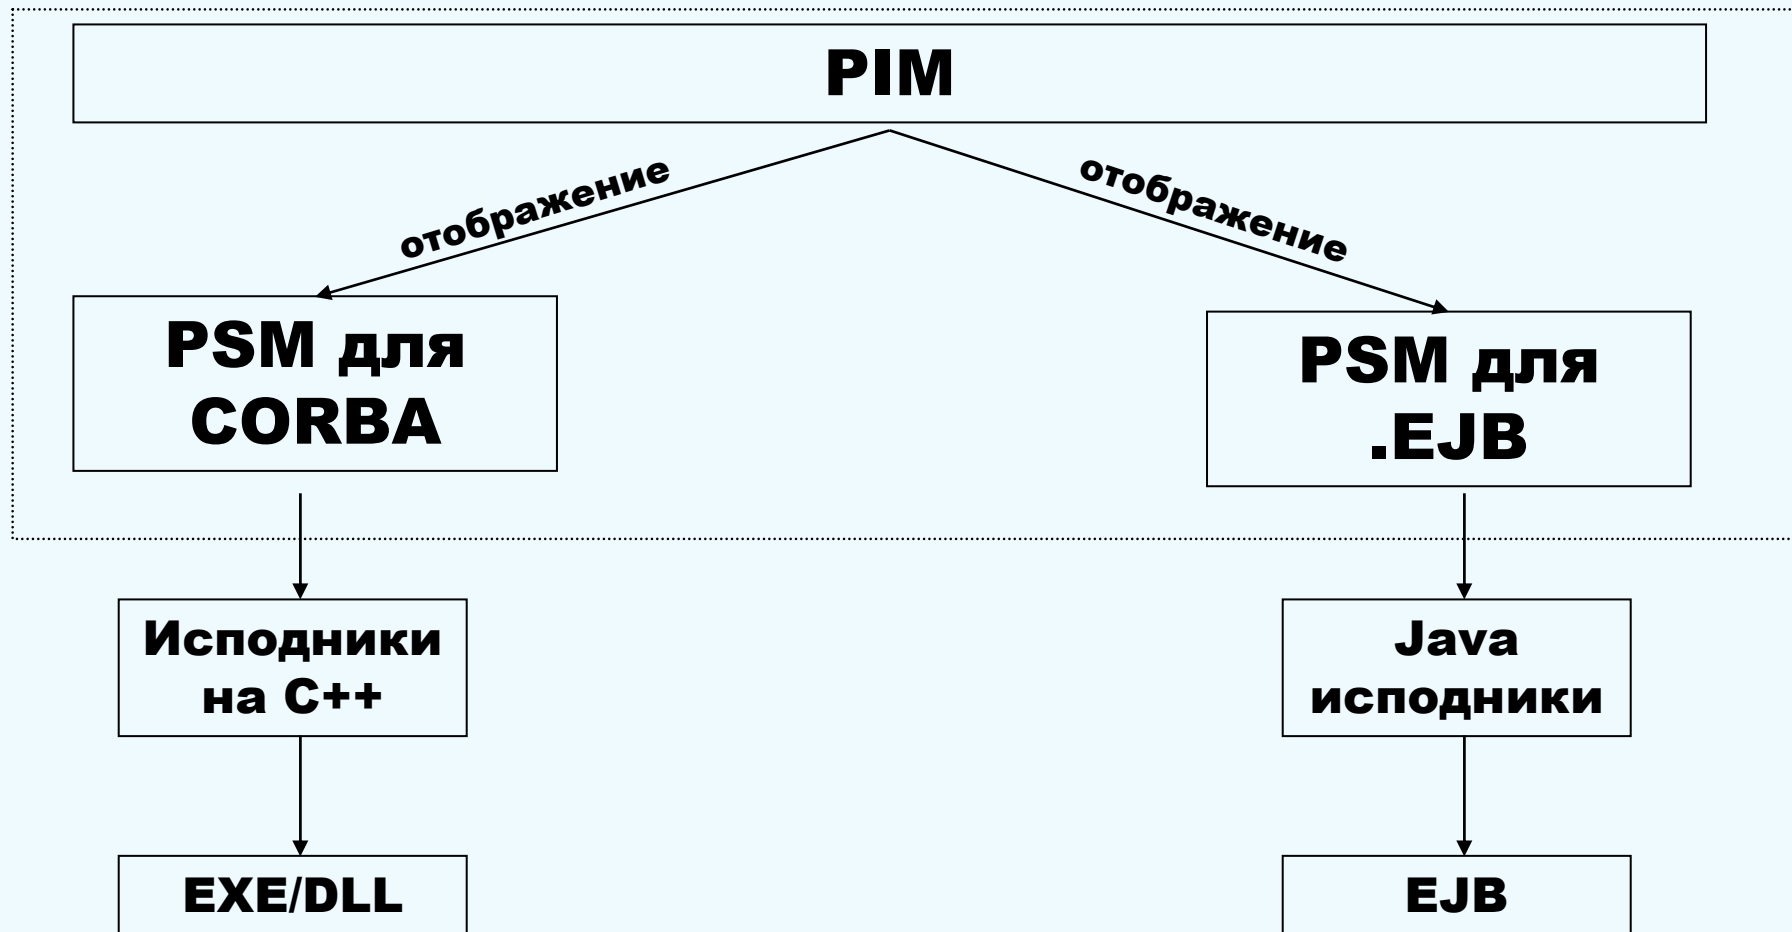 PIM
отображение
отображение
PSM для
CORBA
PSM для
.EJB
Исподники
на C++
Java
исподники
EXE/DLL
EJB